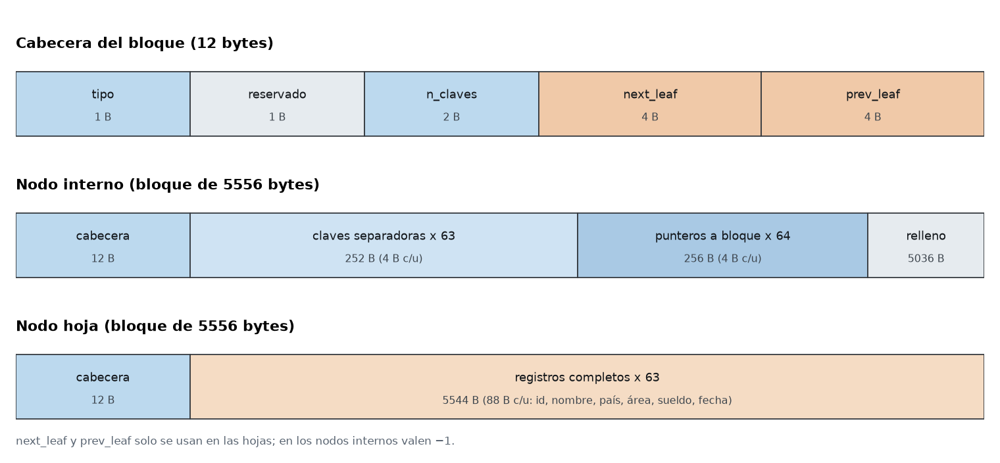 Cabecera del bloque (12 bytes)
tipo
1 B
reservado
1 B
n_claves
2 B
next_leaf
4 B
prev_leaf
4 B
Nodo interno (bloque de 5556 bytes)
cabecera
12 B
claves separadoras x 63
252 B (4 B c/u)
punteros a bloque x 64
256 B (4 B c/u)
relleno
5036 B
Nodo hoja (bloque de 5556 bytes)
cabecera
12 B
registros completos x 63
5544 B (88 B c/u: id, nombre, país, área, sueldo, fecha)
next_leaf y prev_leaf solo se usan en las hojas; en los nodos internos valen −1.